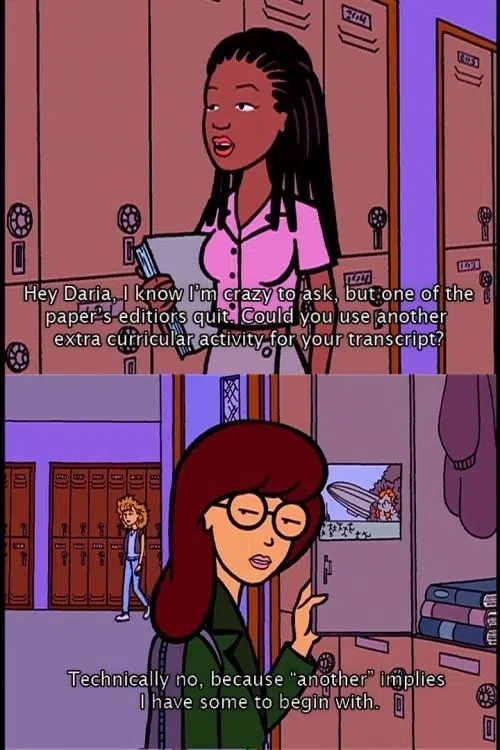 Hey Daria, I know I'm crazy to ask, but one of the
paper's editiors quit. Could you use another
extra curricular activity for your transcript?
Technically no, because "another" implies
I have some to begin with.